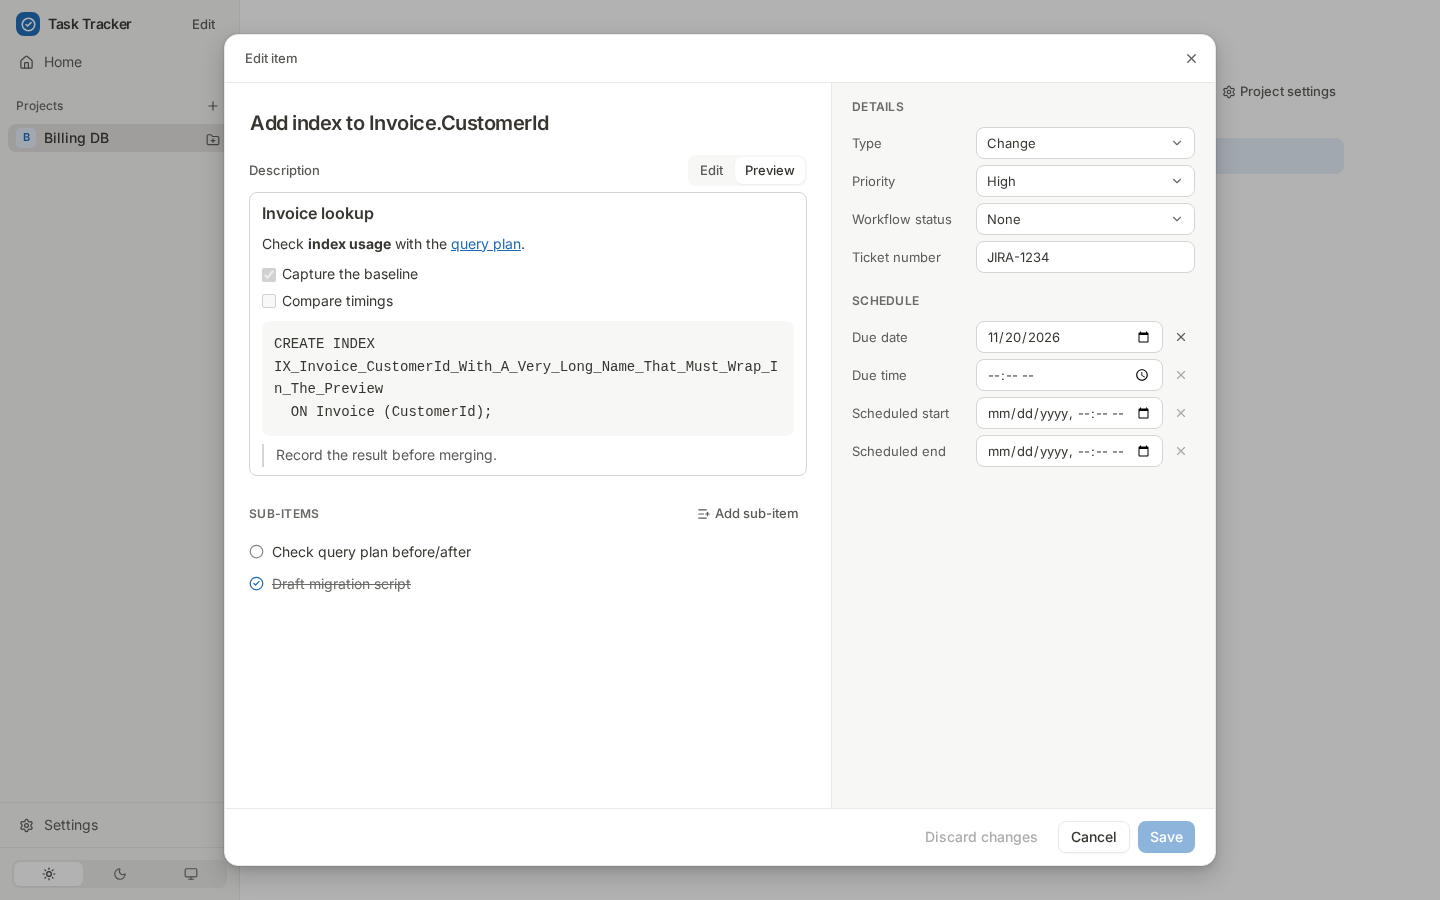 Task Tracker
Edit
Home
Projects
B
Billing DB
Project settings
Settings
Edit item
Add index to Invoice.CustomerId
Description
Edit
Preview
Invoice lookup
Check index usage with the query plan.
Capture the baseline
Compare timings
CREATE INDEX
IX_Invoice_CustomerId_With_A_Very_Long_Name_That_Must_Wrap_I
n_The_Preview
ON Invoice (CustomerId);
Record the result before merging.
SUB-ITEMS
Add sub-item
Check query plan before/after
Draft migration script
DETAILS
Type
Change
Priority
High
Workflow status
None
Ticket number
JIRA-1234
SCHEDULE
Due date
11/20/2026
Due time
--:-- --
Scheduled start
mm/dd/yyyy, --:-- --
Scheduled end
mm/dd/yyyy, --:-- --
Discard changes
Cancel
Save